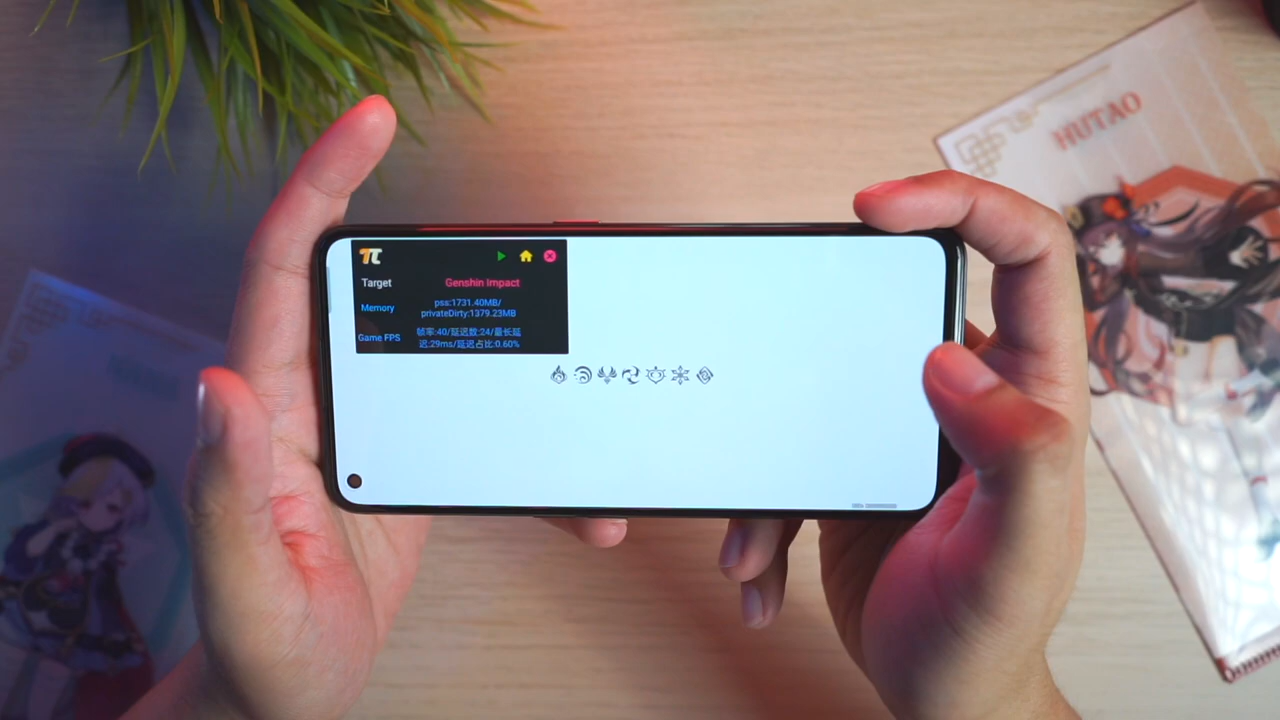 HUTAO
Target
Genshin Impact
Memory
pss:1731.40MB/
privateDirty:1379.23MB
Game FPS
帧率:40/延迟数:24/最长延
迟:29ms/延迟占比:0.60%